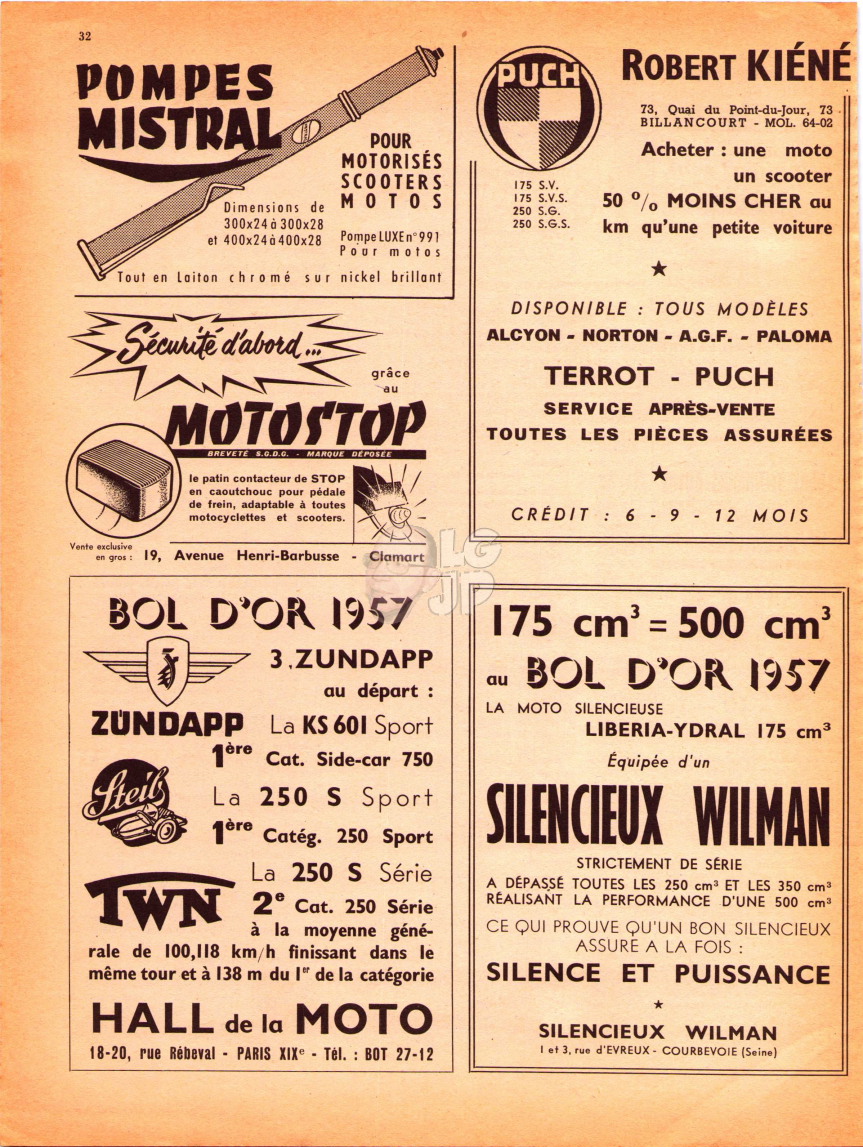 32
POMPES
MISTRAL
POUR
MOTORISÉS
SCOOTERS
MOTOS
Dimensions de
300x24 à 300x28
et 400x24 à 400x28
Pompe LUXE n° 991
Pour motos
Tout en Laiton chromé sur nickel brillant
Sécurité d'abord...
grâce
au
MOTOSTOP
BREVETÉ S.G.D.G. - MARQUE DÉPOSÉE
le patin contacteur de STOP
en caoutchouc pour pédale
de frein, adaptable à toutes
motocyclettes et scooters.
Vente exclusive
en gros : 19, Avenue Henri-Barbusse - Clamart
BOL D'OR 1957
3 ZUNDAPP
au départ :
ZÜNDAPP La KS 601 Sport
1ère Cat. Side-car 750
Steib
La 250 S Sport
1ère Catég. 250 Sport
La 250 S Série
TWN
2e Cat. 250 Série
à la moyenne géné-
rale de 100,118 km/h finissant dans le
même tour et à 138 m du 1er de la catégorie
HALL de la MOTO
18-20, rue Rébeval - PARIS XIXe - Tél. : BOT 27-12
PUCH
ROBERT KIÉNÉ
73, Quai du Point-du-Jour, 73
BILLANCOURT - MOL. 64-02
Acheter : une moto
un scooter
175 S.V.
175 S.V.S.
250 S.G.
250 S.G.S.
50 % MOINS CHER au
km qu'une petite voiture
DISPONIBLE : TOUS MODÈLES
ALCYON - NORTON - A.G.F. - PALOMA
TERROT - PUCH
SERVICE APRÈS-VENTE
TOUTES LES PIÈCES ASSURÉES
CRÉDIT : 6 - 9 - 12 MOIS
LG
JP
175 cm³ = 500 cm³
au BOL D'OR 1957
LA MOTO SILENCIEUSE
LIBERIA-YDRAL 175 cm³
Équipée d'un
SILENCIEUX WILMAN
STRICTEMENT DE SÉRIE
A DÉPASSÉ TOUTES LES 250 cm³ ET LES 350 cm³
RÉALISANT LA PERFORMANCE D'UNE 500 cm³
CE QUI PROUVE QU'UN BON SILENCIEUX
ASSURE A LA FOIS :
SILENCE ET PUISSANCE
SILENCIEUX WILMAN
1 et 3, rue d'EVREUX - COURBEVOIE (Seine)